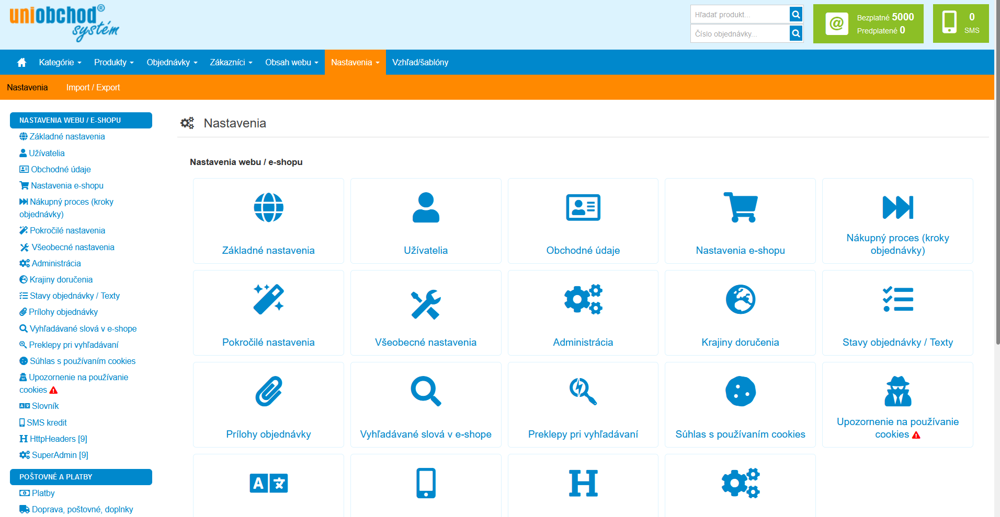 uniobchod®
systém
Hľadať produkt...
Číslo objednávky...
@
Bezplatné 5000
Predplatené 0
0
SMS
Kategórie
Produkty
Objednávky
Zákazníci
Obsah webu
Nastavenia
Vzhľad/šablóny
Nastavenia
Import / Export
NASTAVENIA WEBU / E-SHOPU
Základné nastavenia
Užívatelia
Obchodné údaje
Nastavenia e-shopu
Nákupný proces (kroky
objednávky)
Pokročilé nastavenia
Všeobecné nastavenia
Administrácia
Krajiny doručenia
Stavy objednávky / Texty
Prílohy objednávky
Vyhľadávané slová v e-shope
Preklepy pri vyhľadávaní
Súhlas s používaním cookies
Upozornenie na používanie
cookies
Slovník
SMS kredit
HttpHeaders [9]
SuperAdmin [9]
POŠTOVNÉ A PLATBY
Platby
Doprava, poštovné, doplnky
Nastavenia
Nastavenia webu / e-shopu
Základné nastavenia
Užívatelia
Obchodné údaje
Nastavenia e-shopu
Nákupný proces (kroky
objednávky)
Pokročilé nastavenia
Všeobecné nastavenia
Administrácia
Krajiny doručenia
Stavy objednávky / Texty
Prílohy objednávky
Vyhľadávané slová v e-shope
Preklepy pri vyhľadávaní
Súhlas s používaním cookies
Upozornenie na používanie
cookies
A 文
H